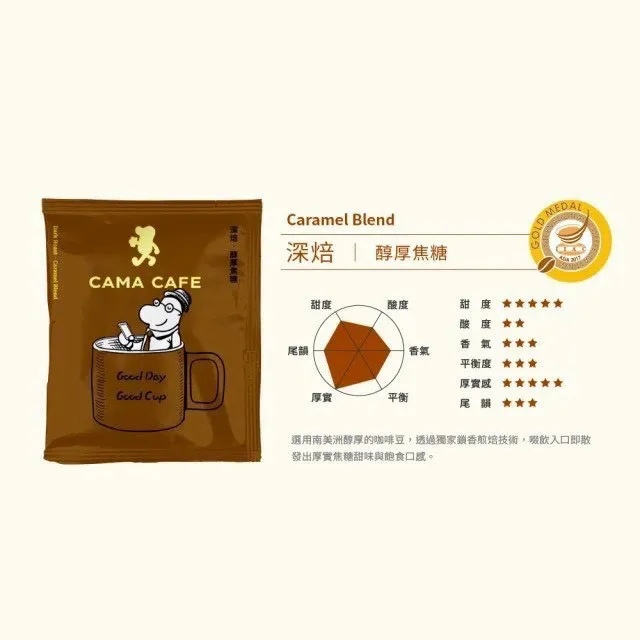 Dark Roast · Caramel Blend
深焙 · 醇厚焦糖
CAMA CAFE
Good Day
Good Cup
Caramel Blend
深焙 | 醇厚焦糖
GOLD MEDAL
ASIA 2017
甜度
酸度
尾韻
香氣
厚實
平衡
甜 度 ★★★★★
酸 度 ★★
香 氣 ★★★
平衡度 ★★★
厚實感 ★★★★★
尾 韻 ★★★
選用南美洲醇厚的咖啡豆，透過獨家鎖香煎焙技術，啜飲入口即散
發出厚實焦糖甜味與飽食口感。